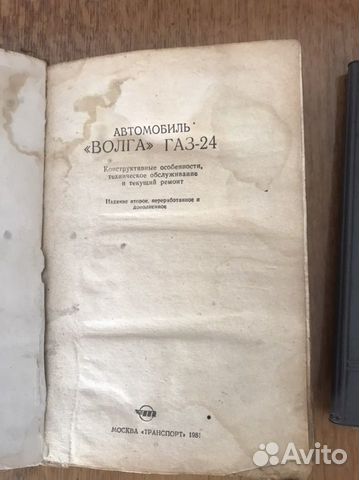 АВТОМОБИЛЬ
«ВОЛГА» ГАЗ-24
Конструктивные особенности,
техническое обслуживание
и текущий ремонт
Издание второе, переработанное и
дополненное
МОСКВА «ТРАНСПОРТ» 1981
Avito